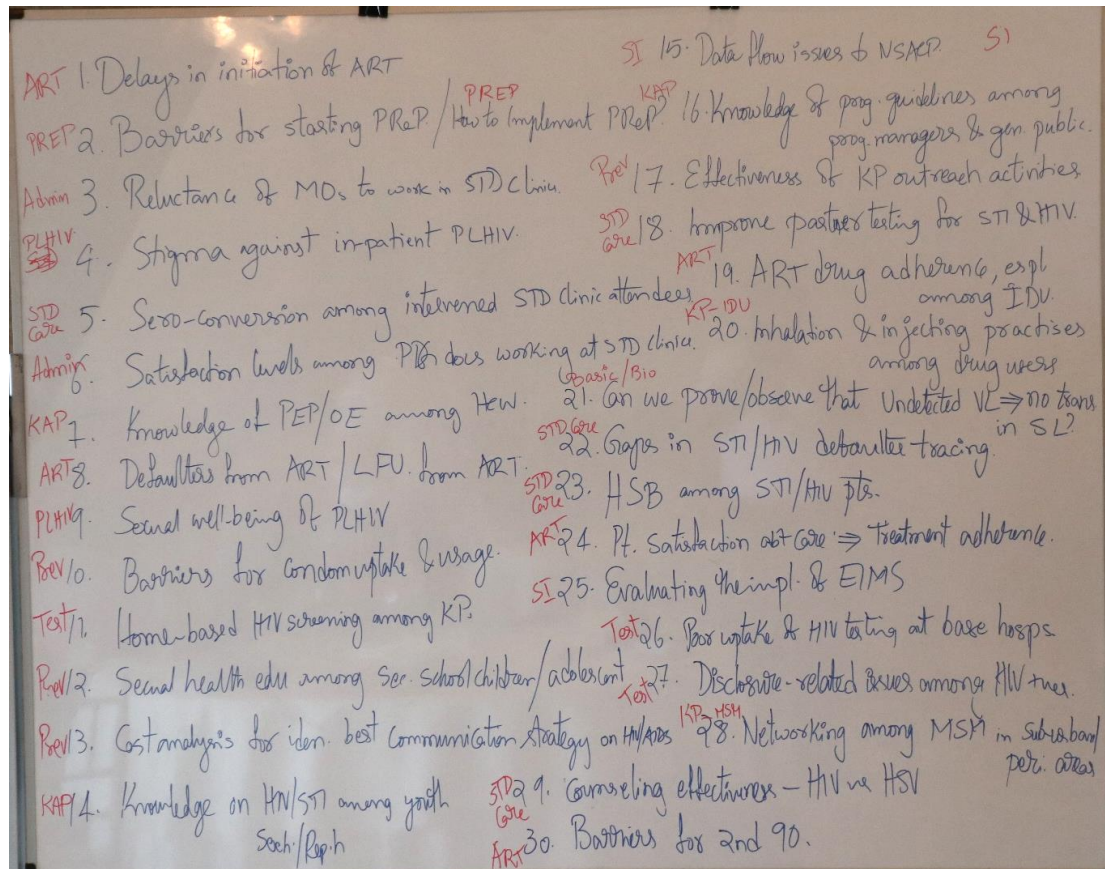 ART 1. Delays in initiation of ART
PREP 2. Barriers for starting PReP. / How to Implement PReP? PREP
Admin 3. Reluctance of MOs to work in STD Clinic.
PLHIV 4. Stigma against in-patient PLHIV.
STD Care 5. Sero-conversion among intervened STD clinic attendees
Admin 6. Satisfaction levels among docs working at STD clinic.
KAP 7. Knowledge of PEP/OE among HCW.
ART 8. Defaulters from ART / LFU. from ART.
PLHIV 9. Sexual well-being of PLHIV
Prev 10. Barriers for condom uptake & usage.
Test 11. Home-based HIV screening among KP.
Prev 12. Sexual health edu among Sec. school children / adolescent
Prev 13. Cost analysis for iden. best Communication Strategy on HIV/AIDS
KAP 14. Knowledge on HIV/STI among youth
Sech. / Rep. h
SI 15. Data flow issues to NSACP. SI
KAP 16. Knowledge of prog. guidelines among
prog. managers & gen. public.
Prev 17. Effectiveness of KP outreach activities
STD Care 18. Improve partner testing for STI & HIV.
ART 19. ART drug adherence, espl
among IDU.
KP-IDU 20. Inhalation & injecting practises
among drug users
Basic/Bio 21. Can we prove/observe that Undetected VL ⇒ no trans
in SL?
STD Care 22. Gaps in STI/HIV defaulter tracing.
STD Care 23. HSB among STI/HIV pts.
ART 24. Pt. Satisfaction abt care ⇒ Treatment adherence.
SI 25. Evaluating the impl. of EIMS
Test 26. Poor uptake of HIV testing at base hosps.
Test 27. Disclosure-related issues among HIV +ves.
KP-MSM 28. Networking among MSM in Suburban/
peri. areas
STD Care 29. Counseling effectiveness - HIV vs HSV
ART 30. Barriers for 2nd 90.